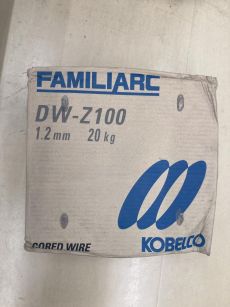 FAMILIARC
DW-Z100
1.2mm 20kg
CORED WIRE
KOBELCO